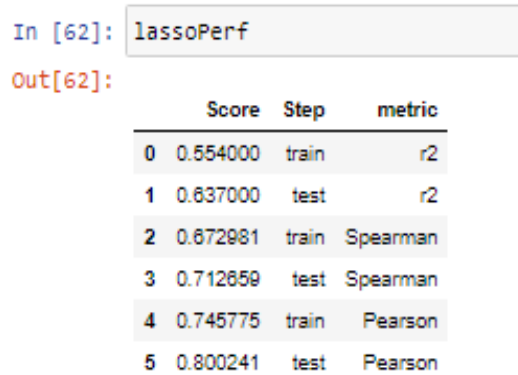 In [62]: lassoPerf
Out[62]:
Score Step metric
0 0.554000 train r2
1 0.637000 test r2
2 0.672981 train Spearman
3 0.712659 test Spearman
4 0.745775 train Pearson
5 0.800241 test Pearson